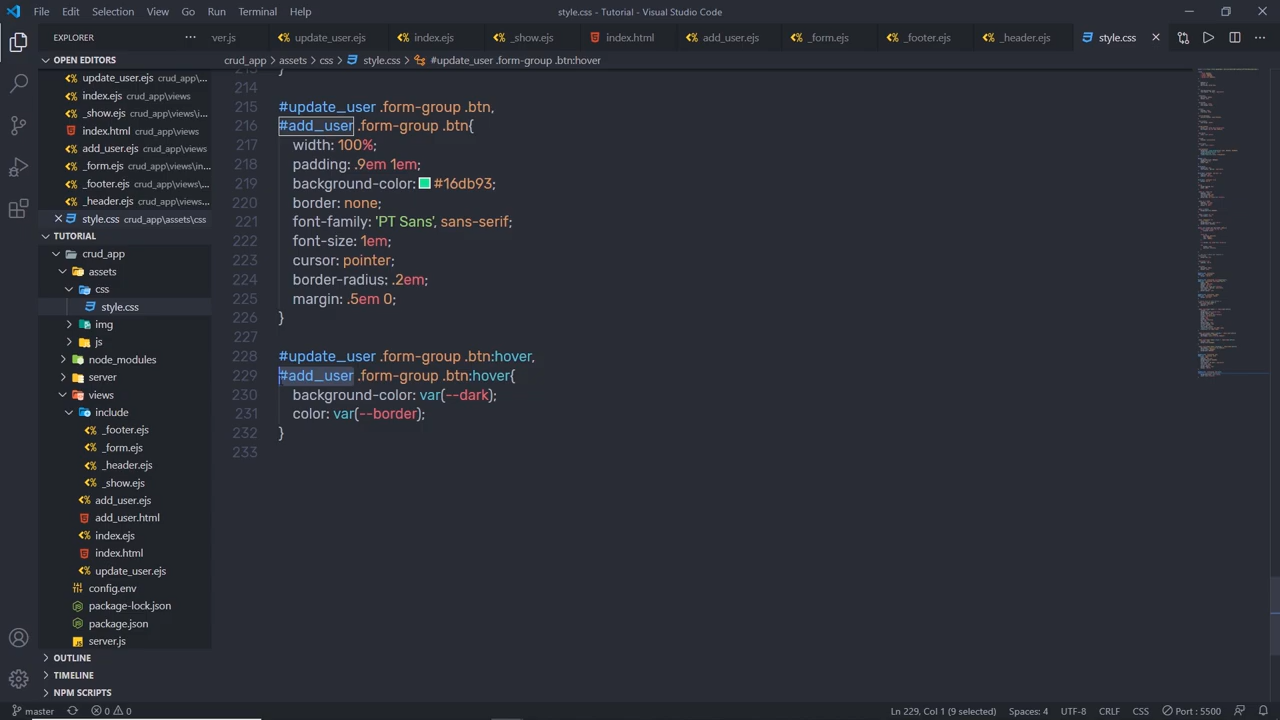 File Edit Selection View Go Run Terminal Help
style.css - Tutorial - Visual Studio Code
EXPLORER
ver.js update_user.ejs index.ejs _show.ejs index.html add_user.ejs _form.ejs _footer.ejs _header.ejs style.css
OPEN EDITORS
crud_app > assets > css > style.css > #update_user .form-group .btn:hover
update_user.ejs crud_app\...
index.ejs crud_app\views
_show.ejs crud_app\views\i...
index.html crud_app\views
add_user.ejs crud_app\views
_form.ejs crud_app\views\in...
_footer.ejs crud_app\views\...
_header.ejs crud_app\views...
style.css crud_app\assets\css
TUTORIAL
crud_app
assets
css
style.css
img
js
node_modules
server
views
include
_footer.ejs
_form.ejs
_header.ejs
_show.ejs
add_user.ejs
add_user.html
index.ejs
index.html
update_user.ejs
config.env
package-lock.json
package.json
server.js
OUTLINE
TIMELINE
NPM SCRIPTS
213 }
214
215 #update_user .form-group .btn,
216 #add_user .form-group .btn{
217 width: 100%;
218 padding: .9em 1em;
219 background-color: #16db93;
220 border: none;
221 font-family: 'PT Sans', sans-serif;
222 font-size: 1em;
223 cursor: pointer;
224 border-radius: .2em;
225 margin: .5em 0;
226 }
227
228 #update_user .form-group .btn:hover,
229 #add_user .form-group .btn:hover{
230 background-color: var(--dark);
231 color: var(--border);
232 }
233
master 0 0 Ln 229, Col 1 (9 selected) Spaces: 4 UTF-8 CRLF CSS Port : 5500